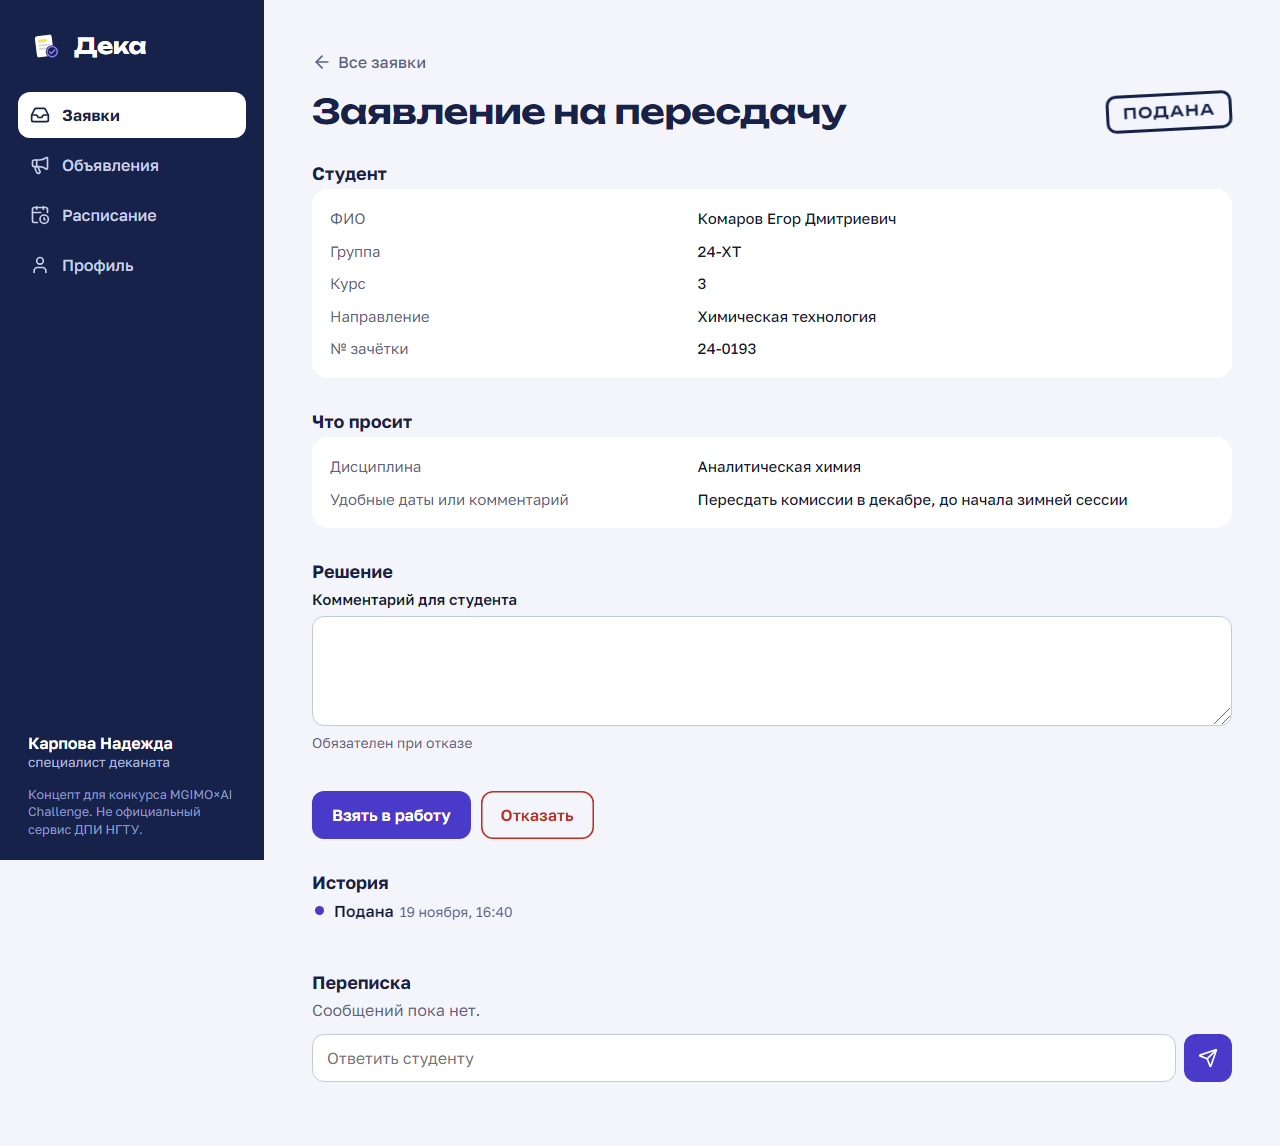 Дека
Заявки
Объявления
Расписание
Профиль
Карпова Надежда
специалист деканата
Концепт для конкурса MGIMO×AI
Challenge. Не официальный
сервис ДПИ НГТУ.
Все заявки
Заявление на пересдачу
ПОДАНА
Студент
ФИО Комаров Егор Дмитриевич
Группа 24-ХТ
Курс 3
Направление Химическая технология
№ зачётки 24-0193
Что просит
Дисциплина Аналитическая химия
Удобные даты или комментарий Пересдать комиссии в декабре, до начала зимней сессии
Решение
Комментарий для студента
Обязателен при отказе
Взять в работу Отказать
История
Подана 19 ноября, 16:40
Переписка
Сообщений пока нет.
Ответить студенту